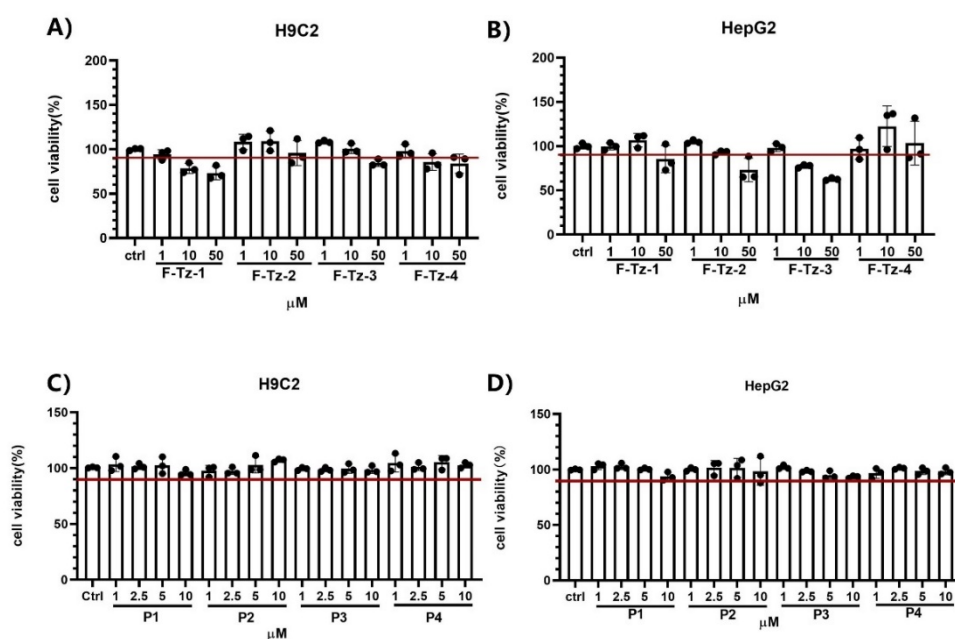 A)
H9C2
cell viability(%)
200
150
100
50
0
ctrl 1 10 50 1 10 50 1 10 50 1 10 50
F-Tz-1 F-Tz-2 F-Tz-3 F-Tz-4
μM
B)
HepG2
cell viability(%)
200
150
100
50
0
ctrl 1 10 50 1 10 50 1 10 50 1 10 50
F-Tz-1 F-Tz-2 F-Tz-3 F-Tz-4
μM
C)
H9C2
cell viability(%)
150
100
50
0
Ctrl 1 2.5 5 10 1 2.5 5 10 1 2.5 5 10 1 2.5 5 10
P1 P2 P3 P4
μM
D)
HepG2
cell viability(%)
150
100
50
0
ctrl 1 2.5 5 10 1 2.5 5 10 1 2.5 5 10 1 2.5 5 10
P1 P2 P3 P4
μM